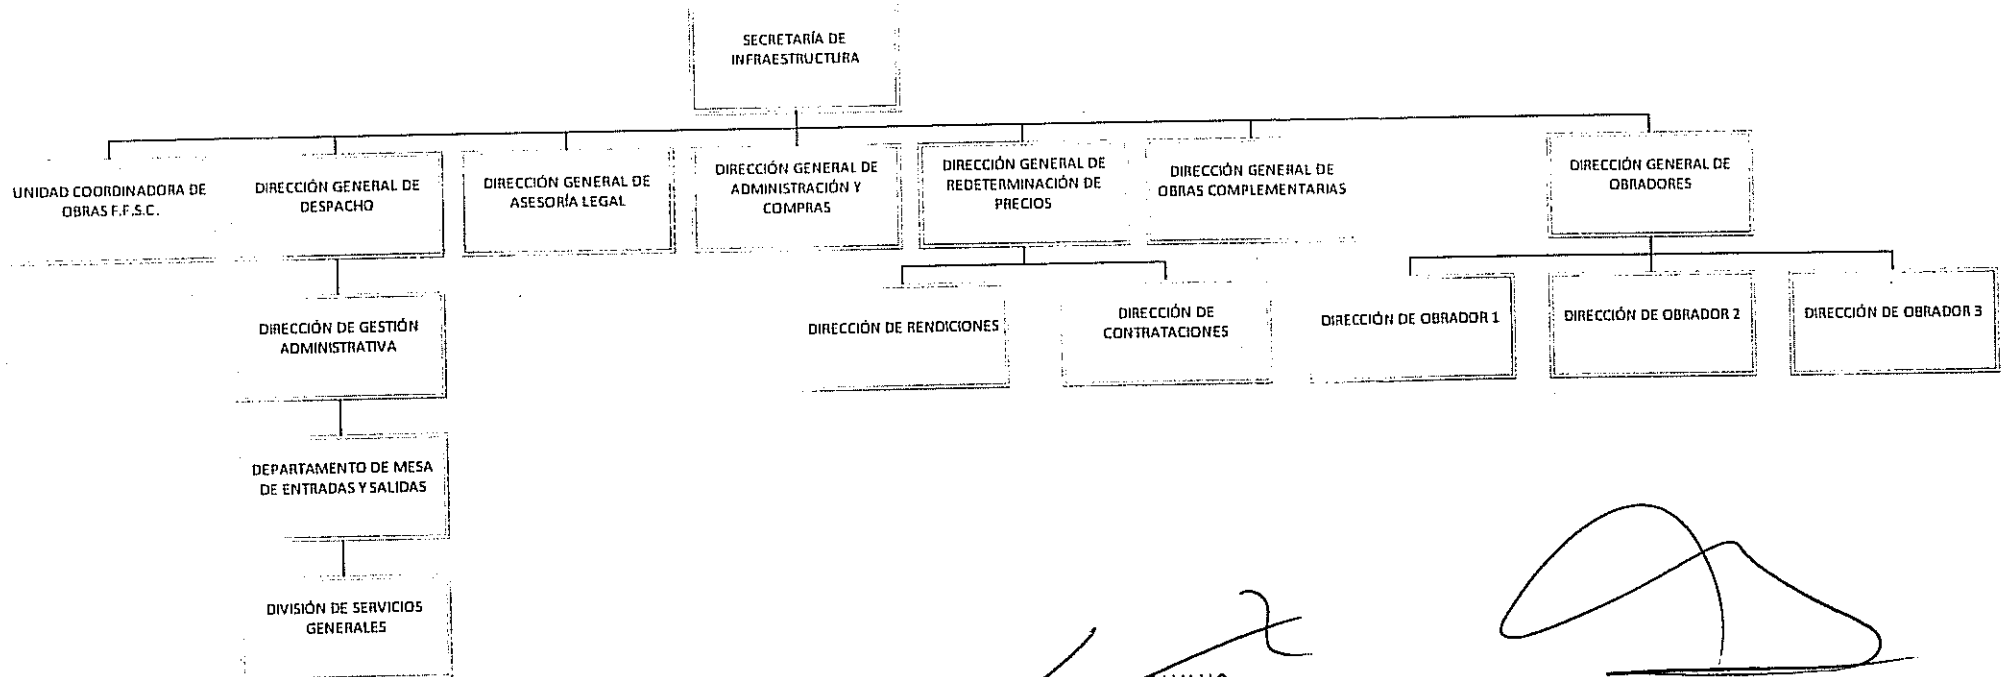 SECRETARÍA DE
INFRAESTRUCTURA
UNIDAD COORDINADORA DE
OBRAS F.F.S.C.
DIRECCIÓN GENERAL DE
DESPACHO
DIRECCIÓN GENERAL DE
ASESORÍA LEGAL
DIRECCIÓN GENERAL DE
ADMINISTRACIÓN Y
COMPRAS
DIRECCIÓN GENERAL DE
REDETERMINACIÓN DE
PRECIOS
DIRECCIÓN GENERAL DE
OBRAS COMPLEMENTARIAS
DIRECCIÓN GENERAL DE
OBRADORES
DIRECCIÓN DE GESTIÓN
ADMINISTRATIVA
DIRECCIÓN DE RENDICIONES
DIRECCIÓN DE
CONTRATACIONES
DIRECCIÓN DE OBRADOR 1
DIRECCIÓN DE OBRADOR 2
DIRECCIÓN DE OBRADOR 3
DEPARTAMENTO DE MESA
DE ENTRADAS Y SALIDAS
DIVISIÓN DE SERVICIOS
GENERALES